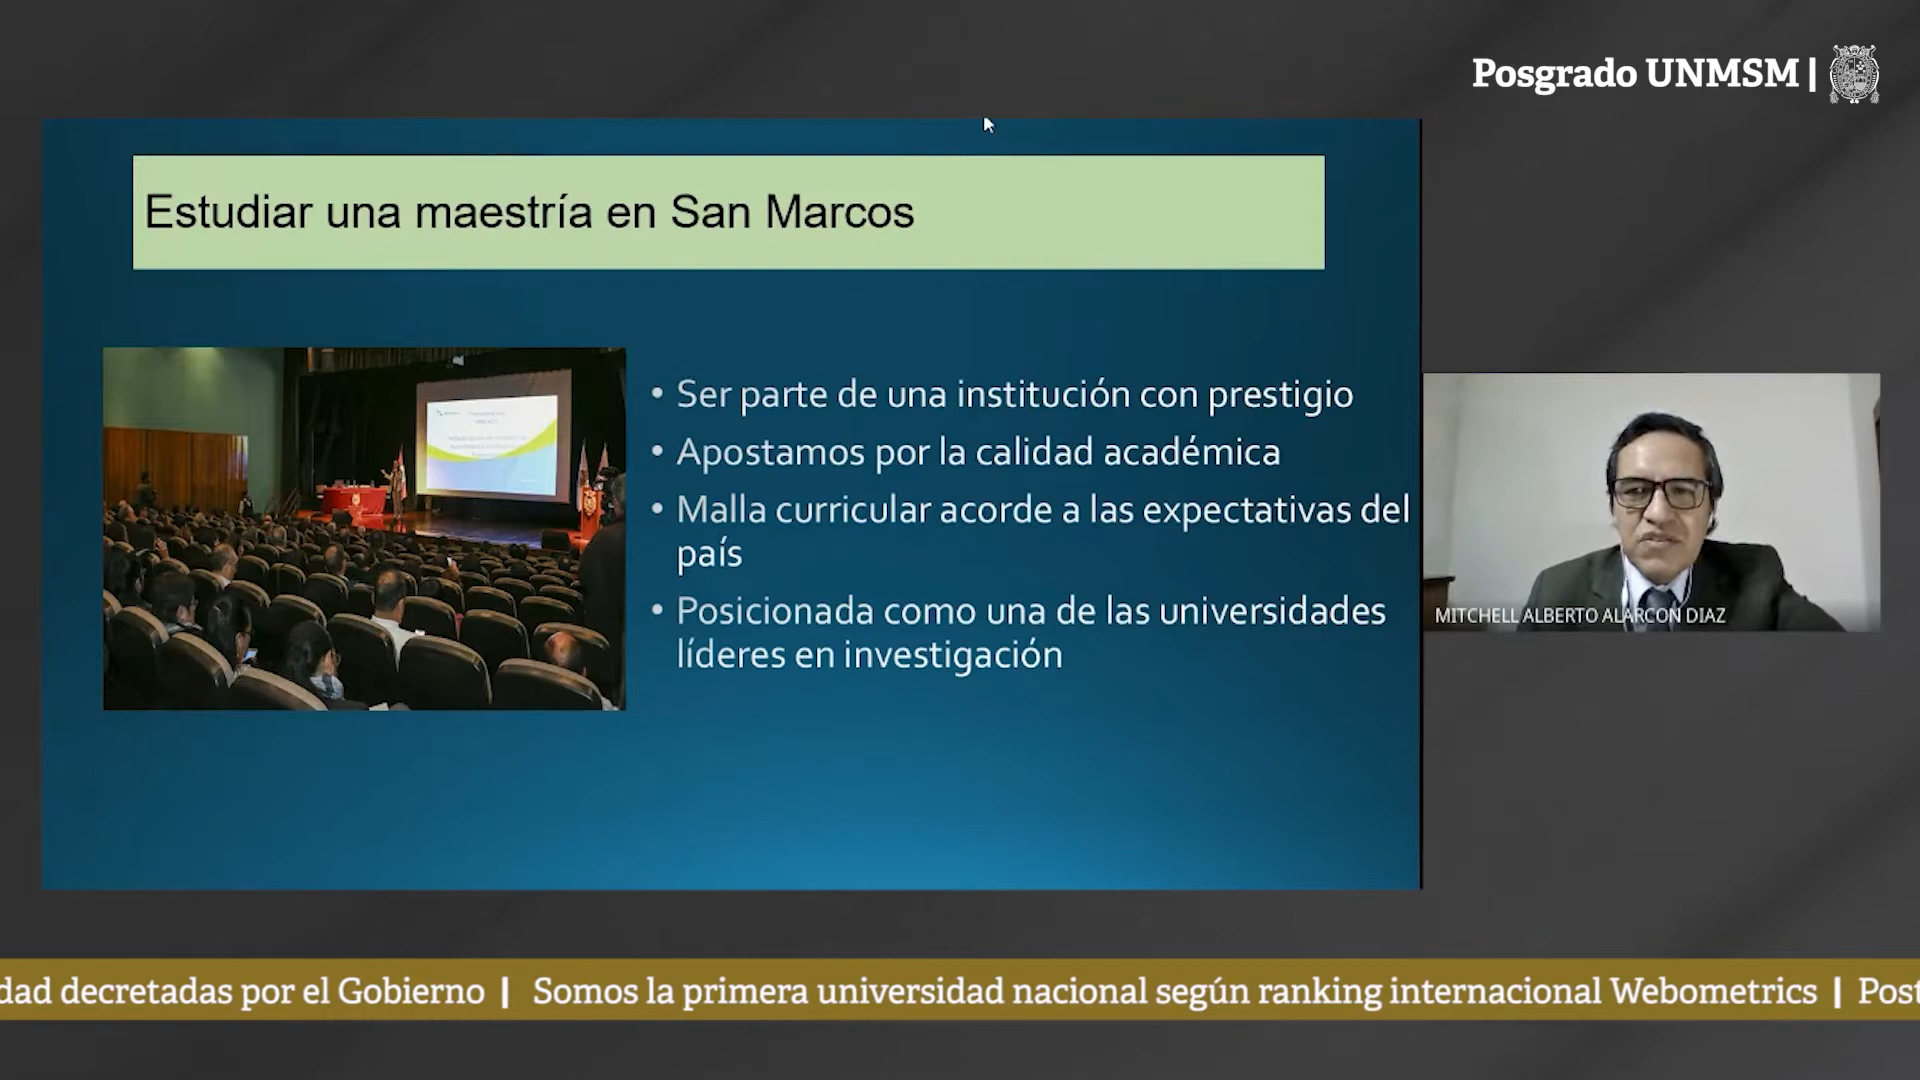 Posgrado UNMSM |
Estudiar una maestría en San Marcos
• Ser parte de una institución con prestigio
• Apostamos por la calidad académica
• Malla curricular acorde a las expectativas del
país
• Posicionada como una de las universidades
líderes en investigación
MITCHELL ALBERTO ALARCON DIAZ
dad decretadas por el Gobierno | Somos la primera universidad nacional según ranking internacional Webometrics | Post